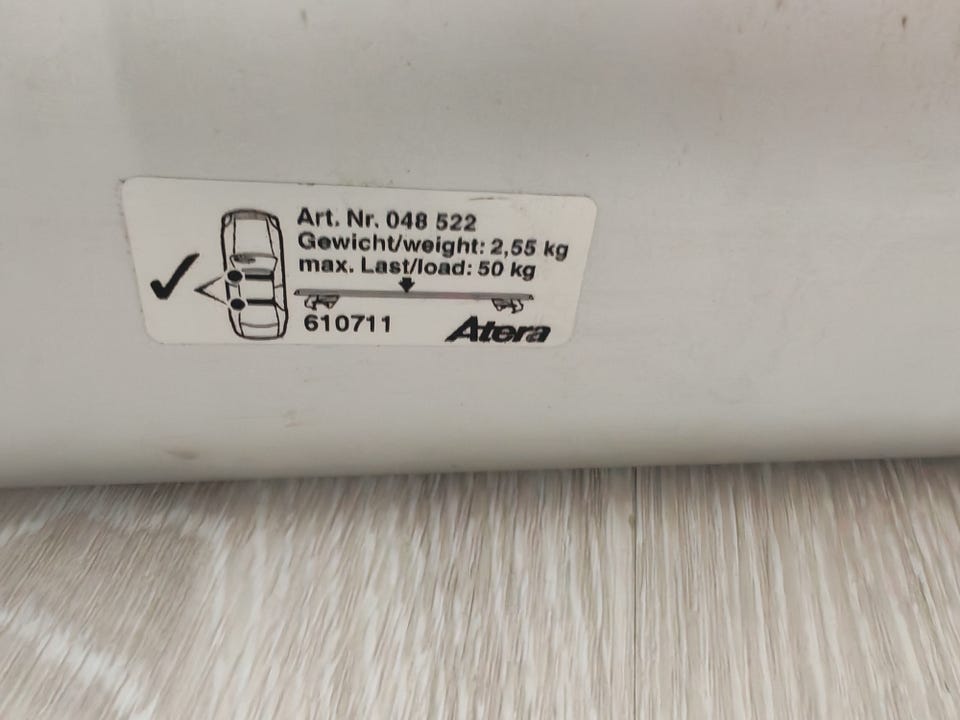 Art. Nr. 048 522
Gewicht/weight: 2,55 kg
max. Last/load: 50 kg
610711
Atera